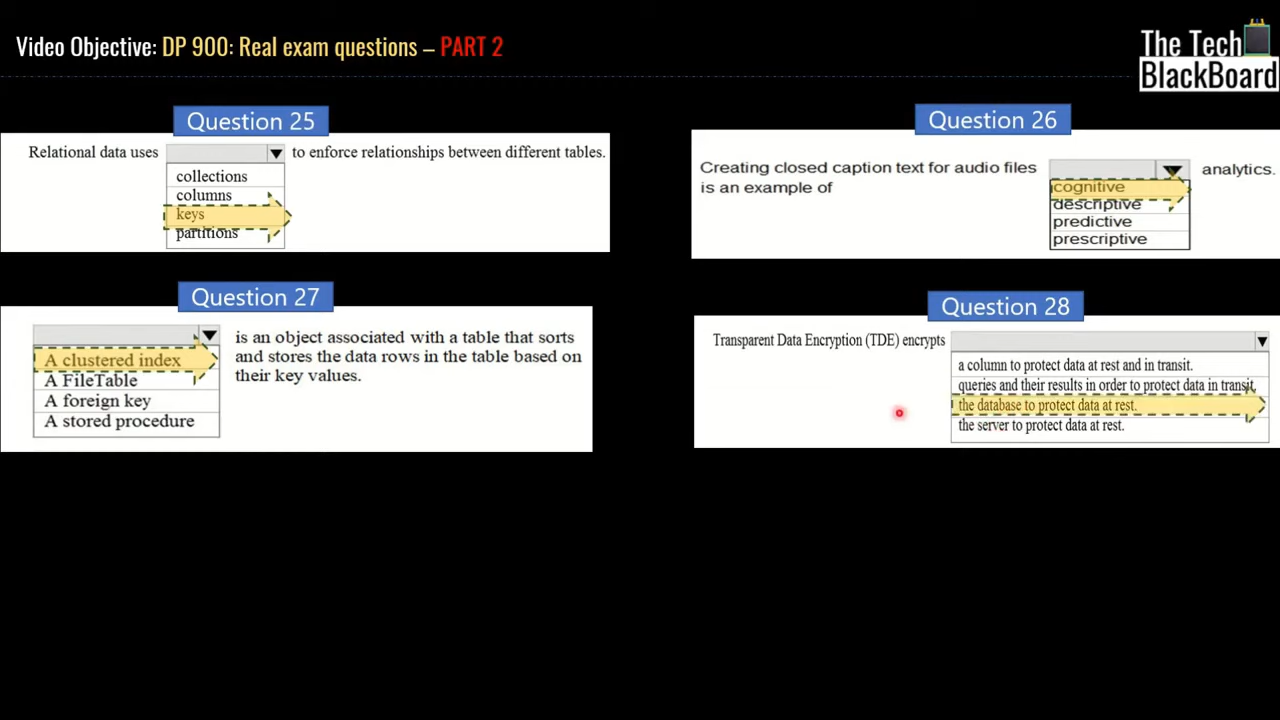 Video Objective: DP 900: Real exam questions – PART 2
The Tech
BlackBoard
Question 25
Relational data uses
to enforce relationships between different tables.
collections
columns
keys
partitions
Question 26
Creating closed caption text for audio files
is an example of
analytics.
cognitive
descriptive
predictive
prescriptive
Question 27
A clustered index
A FileTable
A foreign key
A stored procedure
is an object associated with a table that sorts
and stores the data rows in the table based on
their key values.
Question 28
Transparent Data Encryption (TDE) encrypts
a column to protect data at rest and in transit.
queries and their results in order to protect data in transit.
the database to protect data at rest.
the server to protect data at rest.